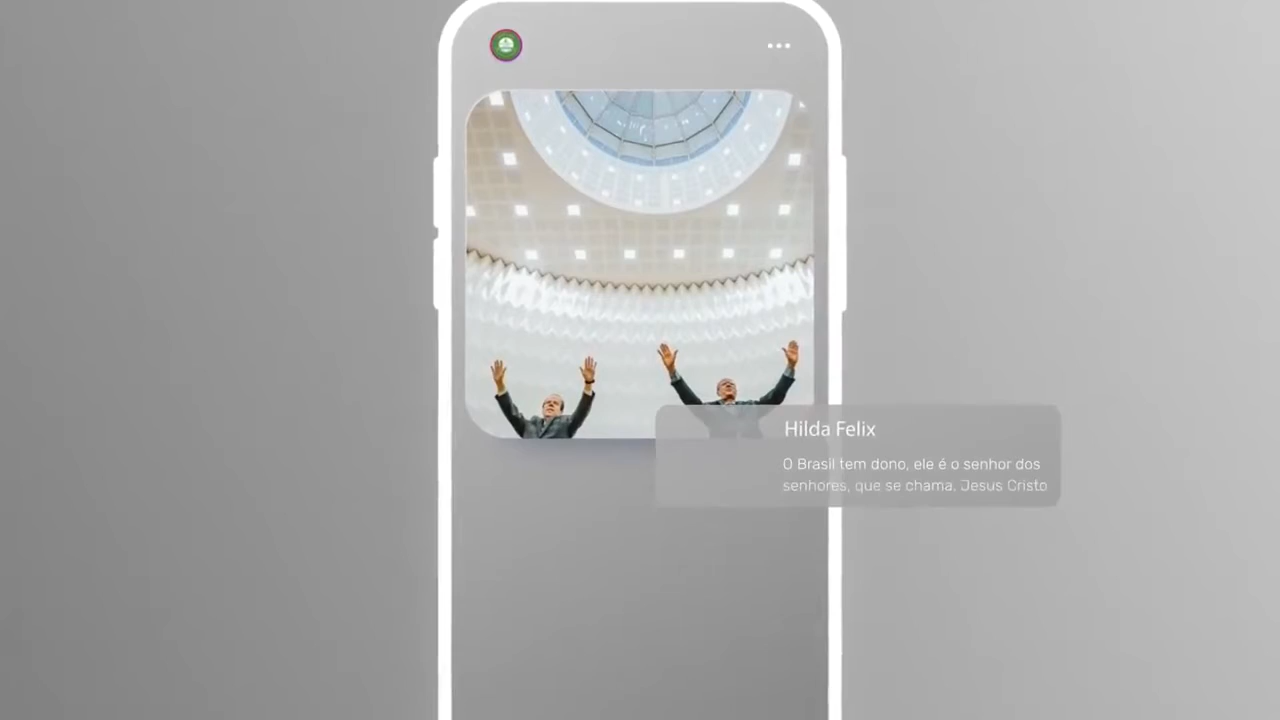 Hilda Felix
O Brasil tem dono, ele é o senhor dos
senhores, que se chama, Jesus Cristo